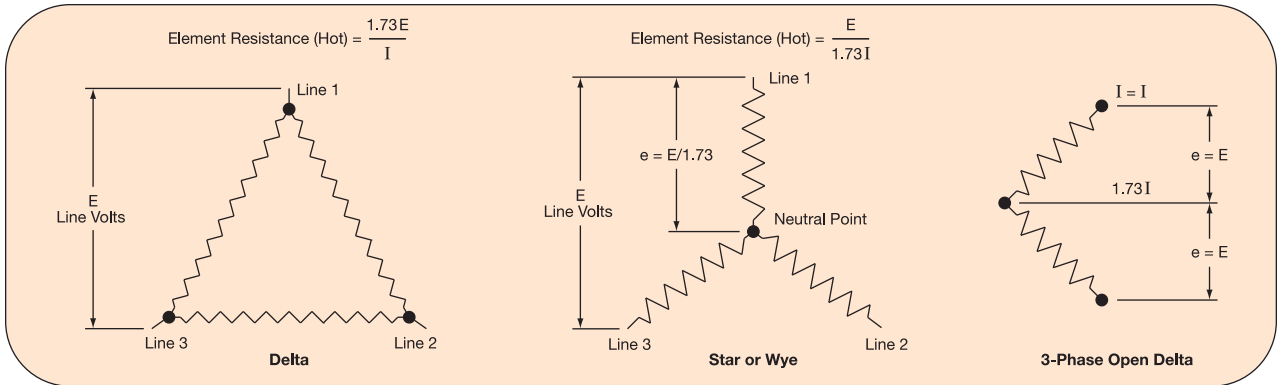 Element Resistance (Hot) = 1.73E / I
Line 1
E
Line Volts
Line 3
Line 2
Delta
Element Resistance (Hot) = E / 1.73I
Line 1
e = E/1.73
E
Line Volts
Neutral Point
Line 3
Line 2
Star or Wye
I = I
e = E
1.73I
e = E
3-Phase Open Delta